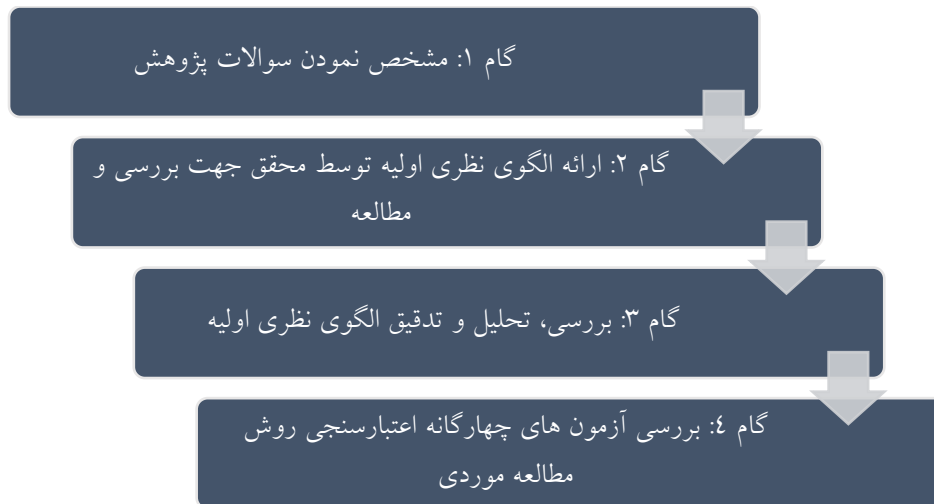 گام ۱: مشخص نمودن سوالات پژوهش
گام ۲: ارائه الگوی نظری اولیه توسط محقق جهت بررسی و
مطالعه
گام ۳: بررسی، تحلیل و تدقیق الگوی نظری اولیه
گام ٤: بررسی آزمون های چهارگانه اعتبارسنجی روش
مطالعه موردی